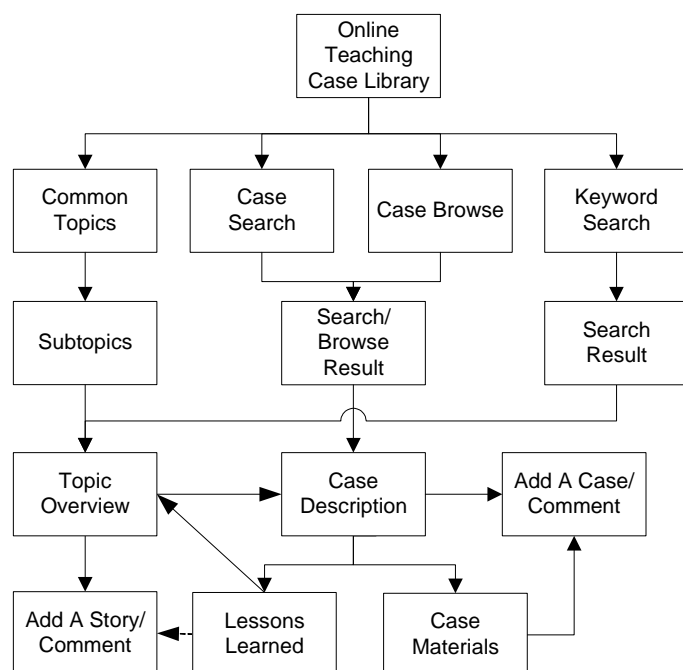 Online
Teaching
Case Library
Common
Topics
Case
Search
Case Browse
Keyword
Search
Subtopics
Search/
Browse
Result
Search
Result
Topic
Overview
Case
Description
Add A Case/
Comment
Add A Story/
Comment
Lessons
Learned
Case
Materials